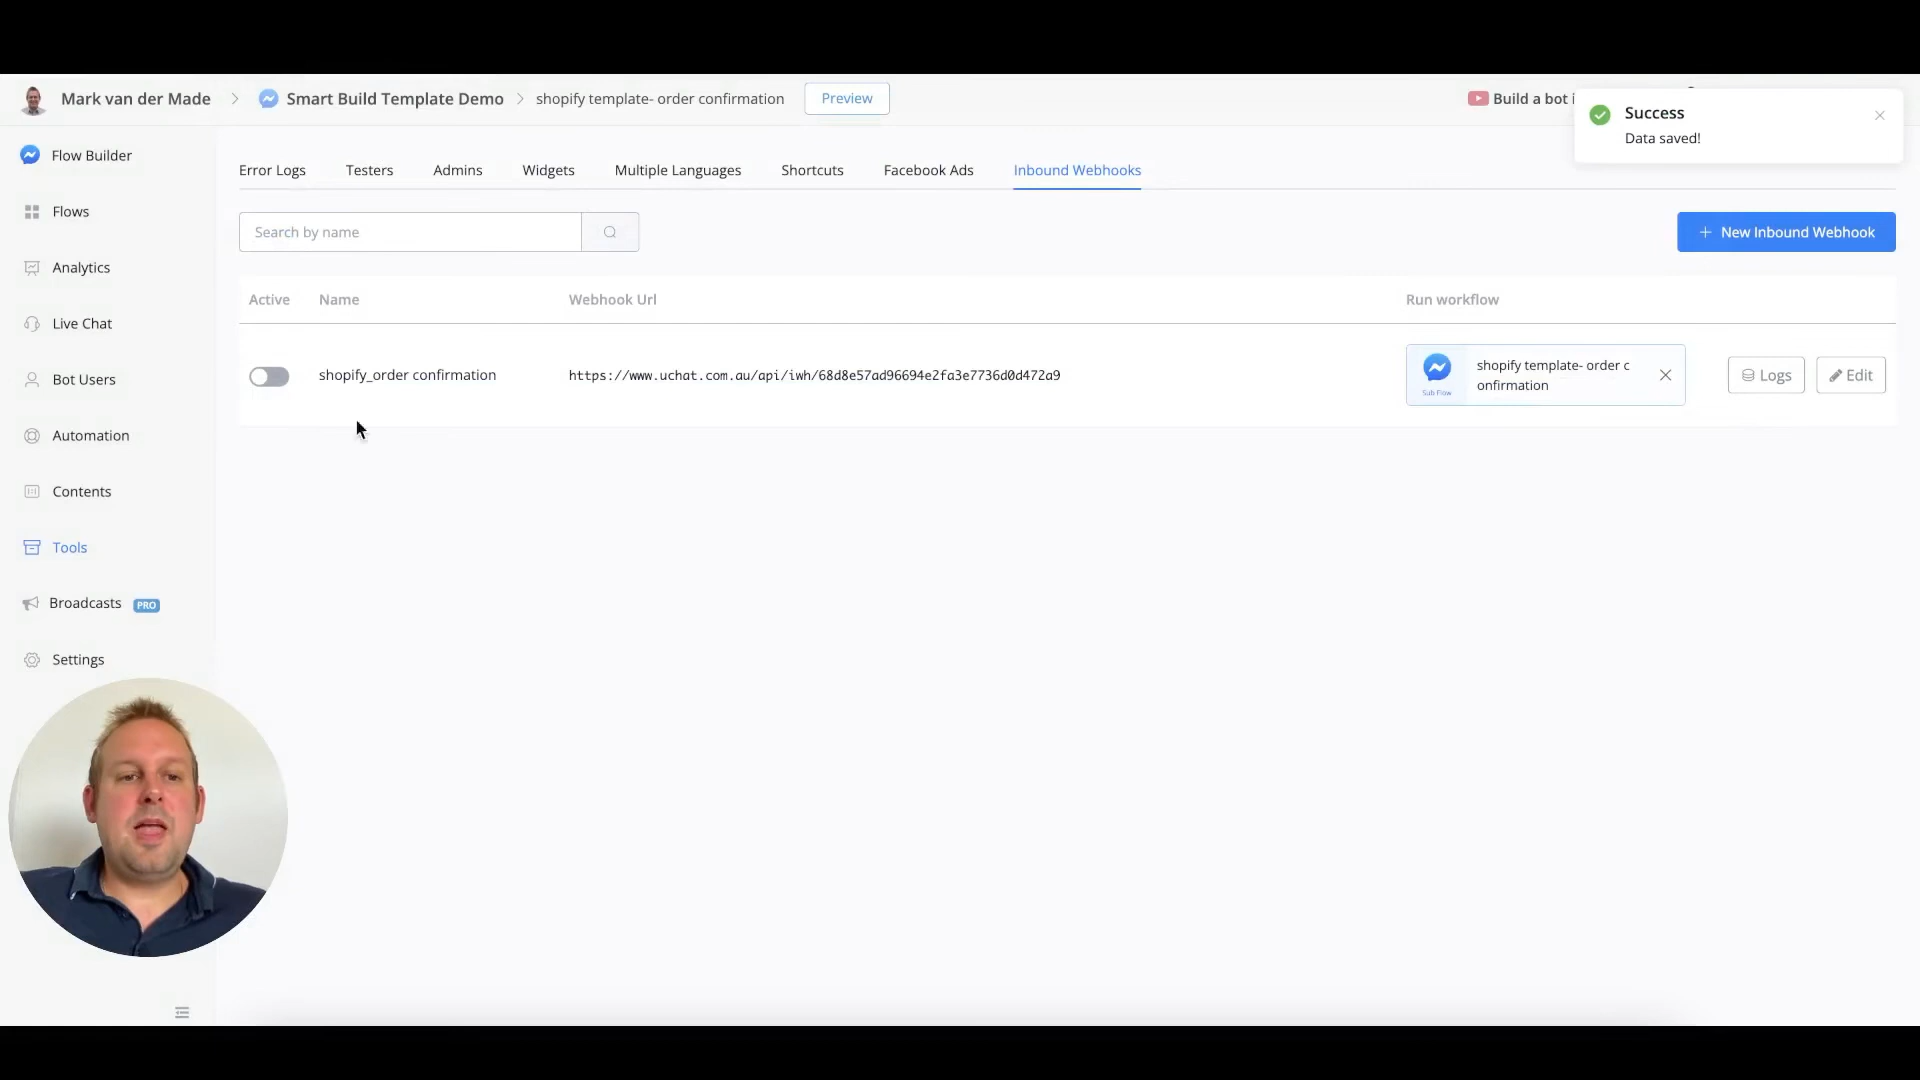 Mark van der Made > Smart Build Template Demo > shopify template- order confirmation Preview
Build a bot i
Success
Data saved!
Flow Builder
Flows
Analytics
Live Chat
Bot Users
Automation
Contents
Tools
Broadcasts PRO
Settings
Error Logs Testers Admins Widgets Multiple Languages Shortcuts Facebook Ads Inbound Webhooks
Search by name
+ New Inbound Webhook
Active Name Webhook Url Run workflow
shopify_order confirmation https://www.uchat.com.au/api/iwh/68d8e57ad96694e2fa3e7736d0d472a9
Sub Flow
shopify template- order c
onfirmation
Logs Edit